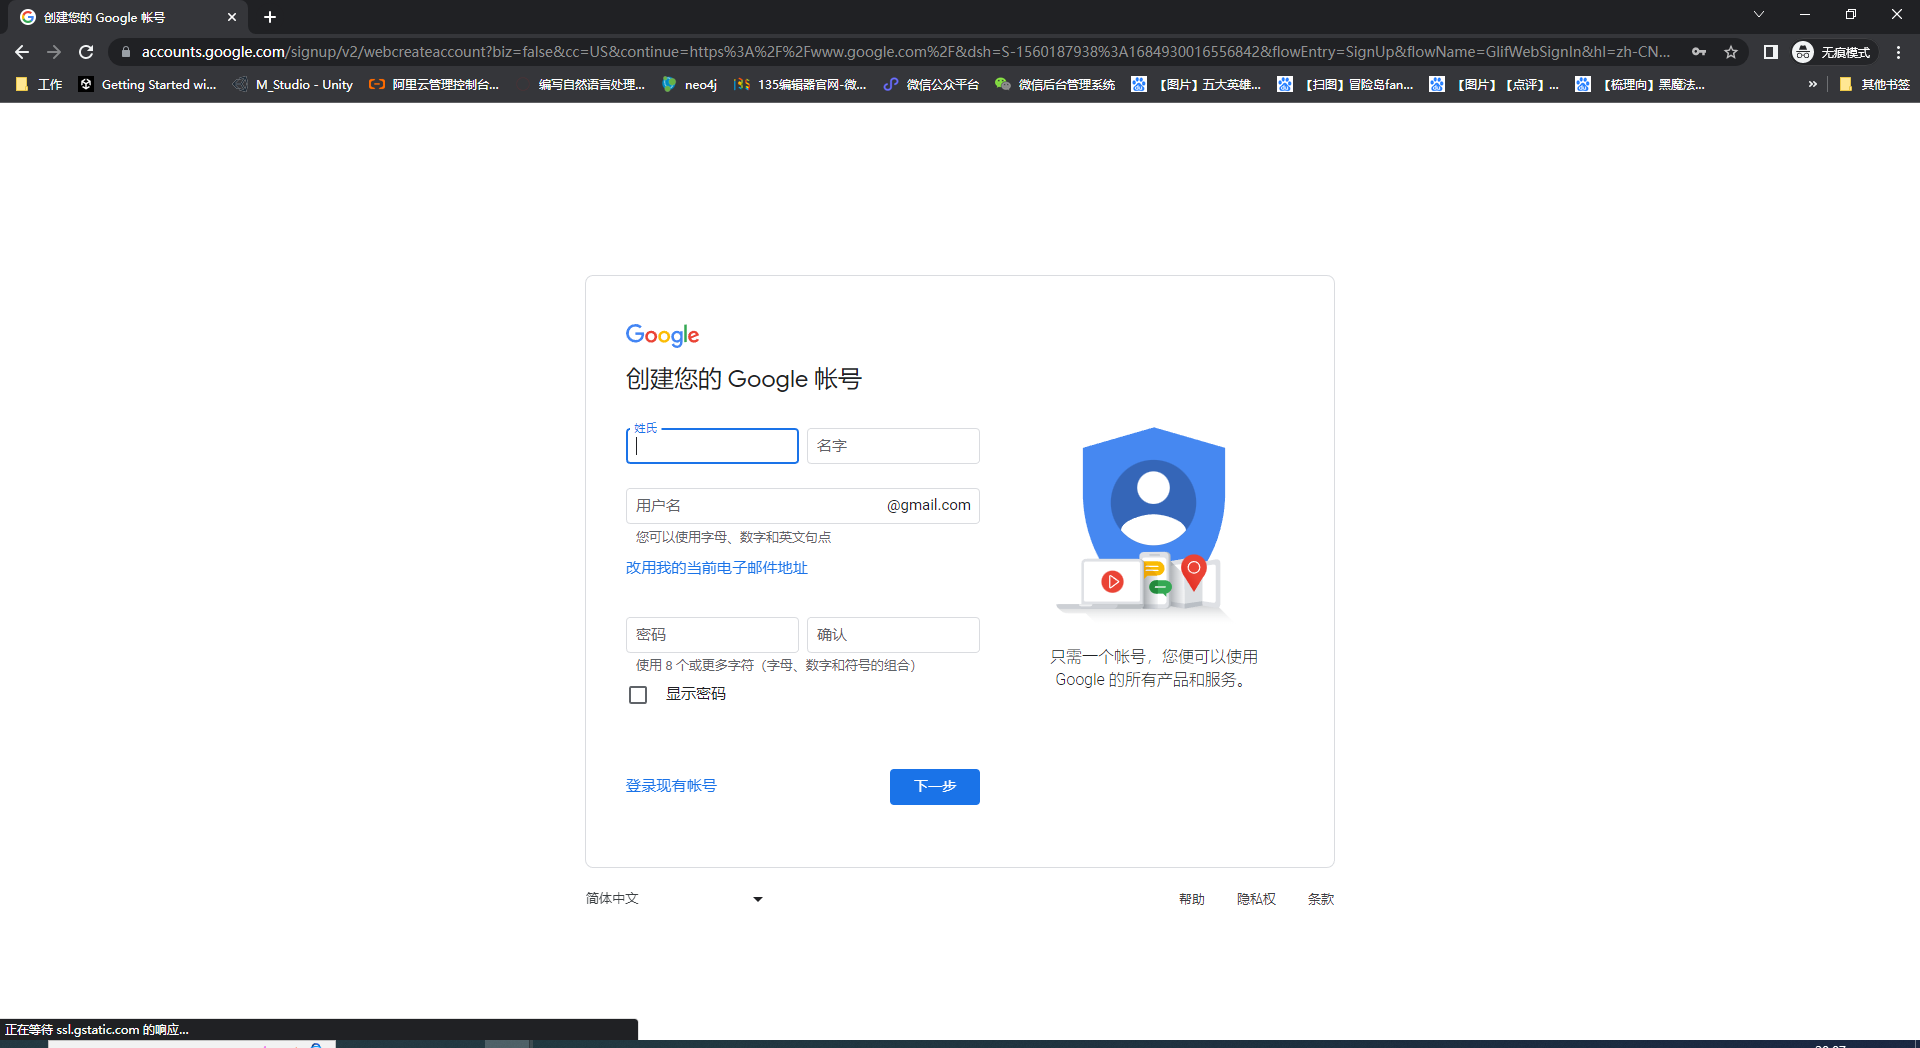 创建您的 Google 帐号
accounts.google.com/signup/v2/webcreateaccount?biz=false&cc=US&continue=https%3A%2F%2Fwww.google.com%2F&dsh=S-1560187938%3A1684930016556842&flowEntry=SignUp&flowName=GlifWebSignIn&hl=zh-CN...
无痕模式
工作
Getting Started wi...
M_Studio - Unity
阿里云管理控制台...
编写自然语言处理...
neo4j
135编辑器官网-微...
微信公众平台
微信后台管理系统
【图片】五大英雄...
【扫图】冒险岛fan...
【图片】【点评】...
【梳理向】黑魔法...
»
其他书签
Google
创建您的 Google 帐号
姓氏
名字
用户名
@gmail.com
您可以使用字母、数字和英文句点
改用我的当前电子邮件地址
密码
确认
使用 8 个或更多字符（字母、数字和符号的组合）
显示密码
只需一个帐号，您便可以使用
Google 的所有产品和服务。
登录现有帐号
下一步
简体中文
帮助
隐私权
条款
正在等待 ssl.gstatic.com 的响应...